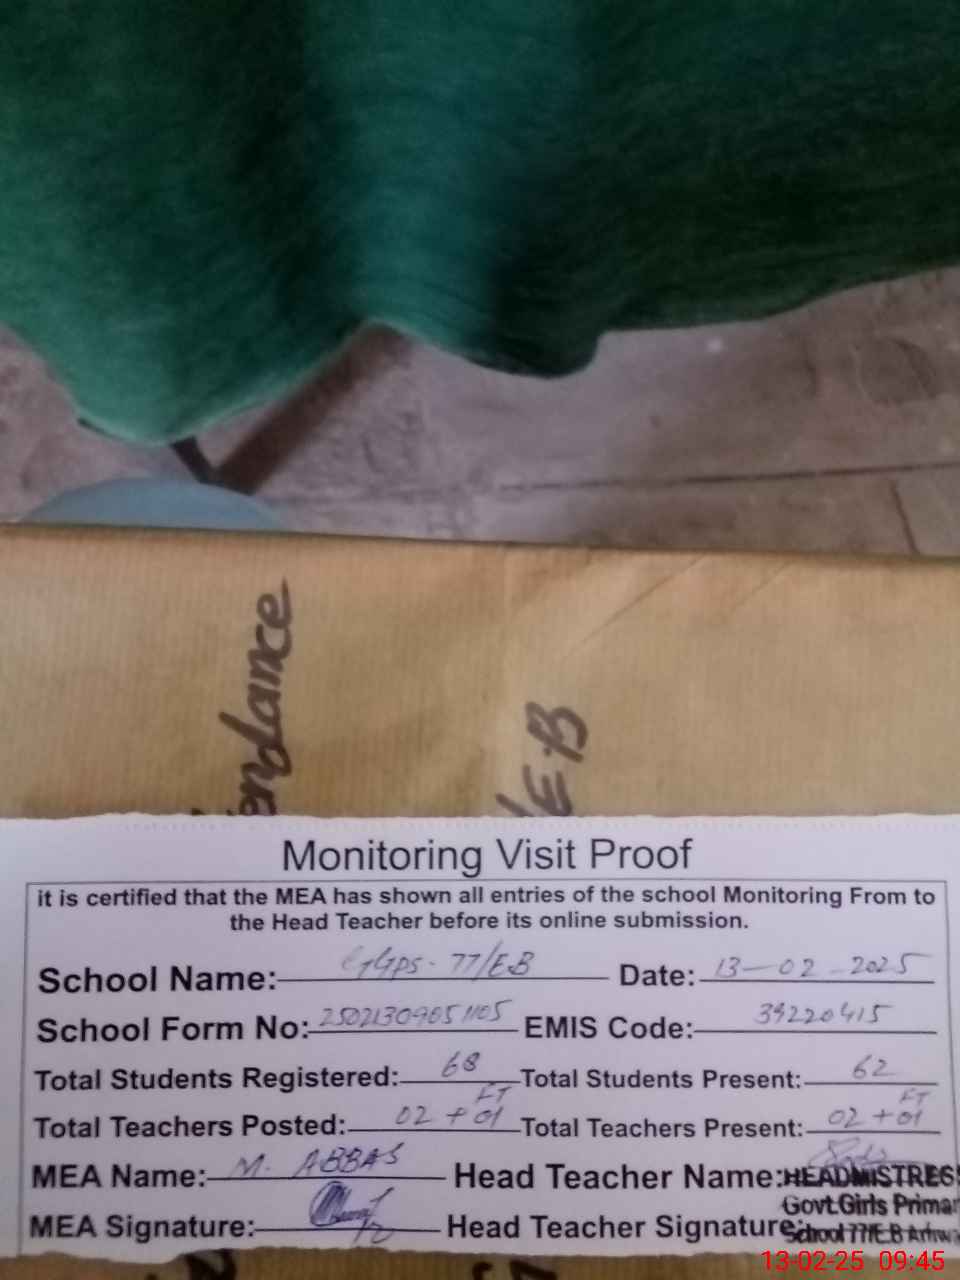 endance
E.B
Monitoring Visit Proof
it is certified that the MEA has shown all entries of the school Monitoring From to
the Head Teacher before its online submission.
School Name: GGPS- 77/EB Date: 13-02-2025
School Form No: EMIS Code: 39220415
Total Students Registered: 68 Total Students Present: 62
Total Teachers Posted: 02 + 01 FT Total Teachers Present: 02 + 01 FT
MEA Name: M. ABBAS Head Teacher Name: HEADMISTRES
Govt.Girls Primar
MEA Signature: Head Teacher Signature: School 77/E.B
13-02-25 09:45